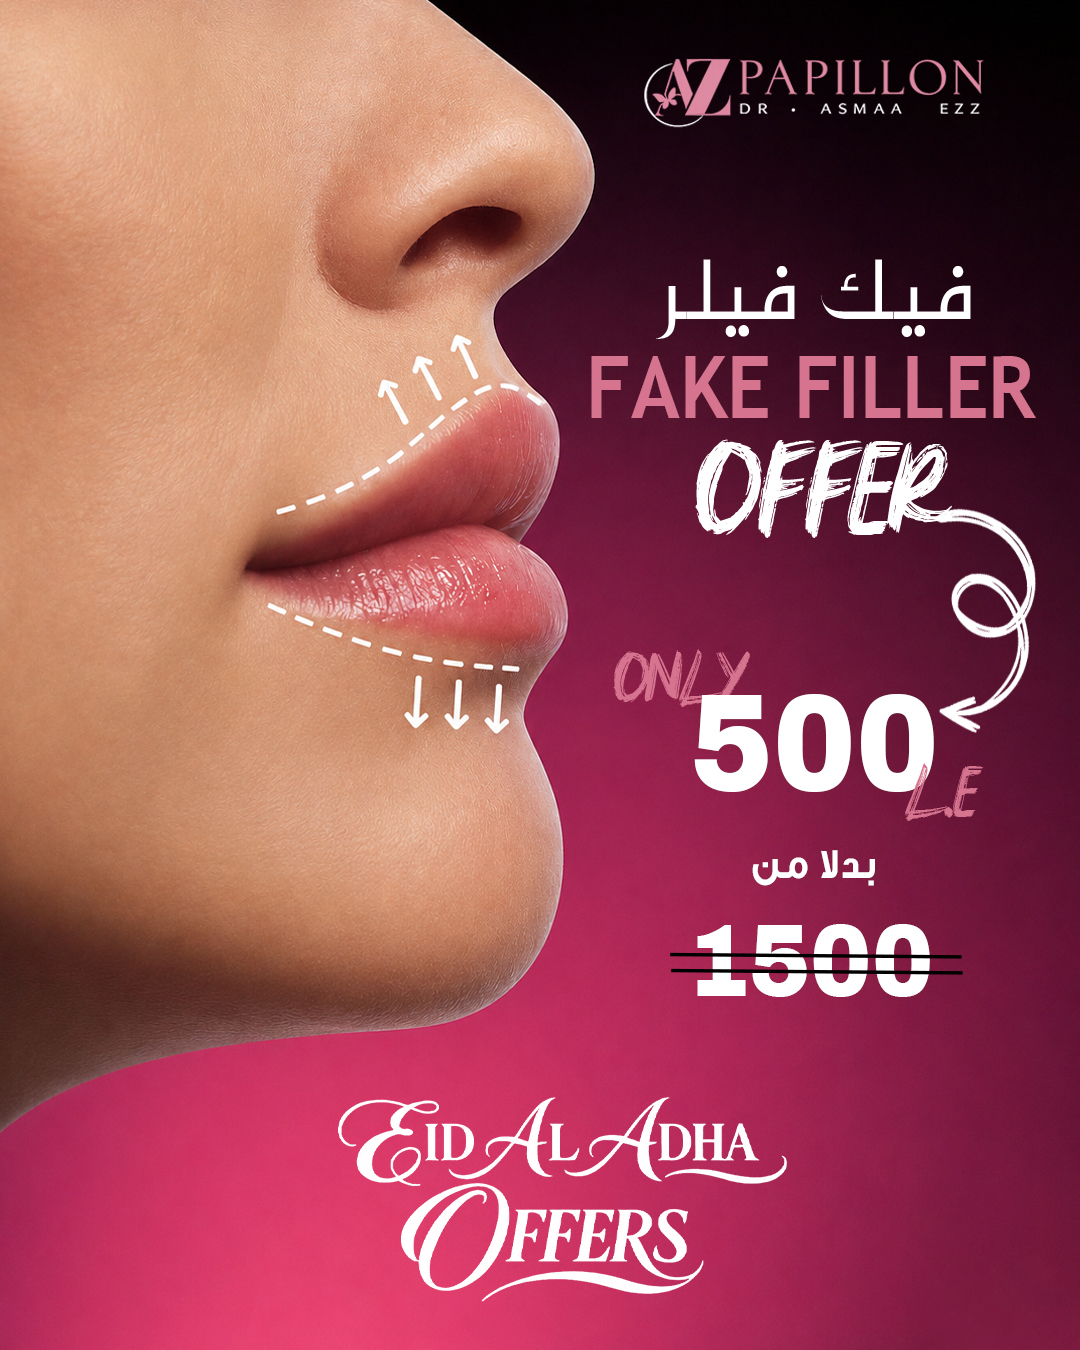 AZ PAPILLON
DR · ASMAA EZZ
فيك فيلر
FAKE FILLER
OFFER
ONLY
500
L.E
بدلا من
1500
EID AL ADHA
OFFERS